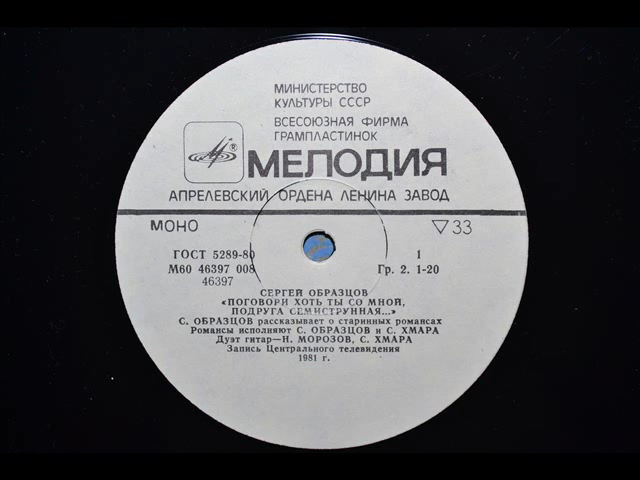 МИНИСТЕРСТВО
КУЛЬТУРЫ СССР
ВСЕСОЮЗНАЯ ФИРМА
ГРАМПЛАСТИНОК
® МЕЛОДИЯ
АПРЕЛЕВСКИЙ ОРДЕНА ЛЕНИНА ЗАВОД
МОНО ▽33
ГОСТ 5289-80 1
М60 46397 008 Гр. 2. 1-20
46397
СЕРГЕЙ ОБРАЗЦОВ
«ПОГОВОРИ ХОТЬ ТЫ СО МНОЙ,
ПОДРУГА СЕМИСТРУННАЯ...»
С. ОБРАЗЦОВ рассказывает о старинных романсах
Романсы исполняют С. ОБРАЗЦОВ и С. ХМАРА
Дуэт гитар—Н. МОРОЗОВ, С. ХМАРА
Запись Центрального телевидения
1981 г.